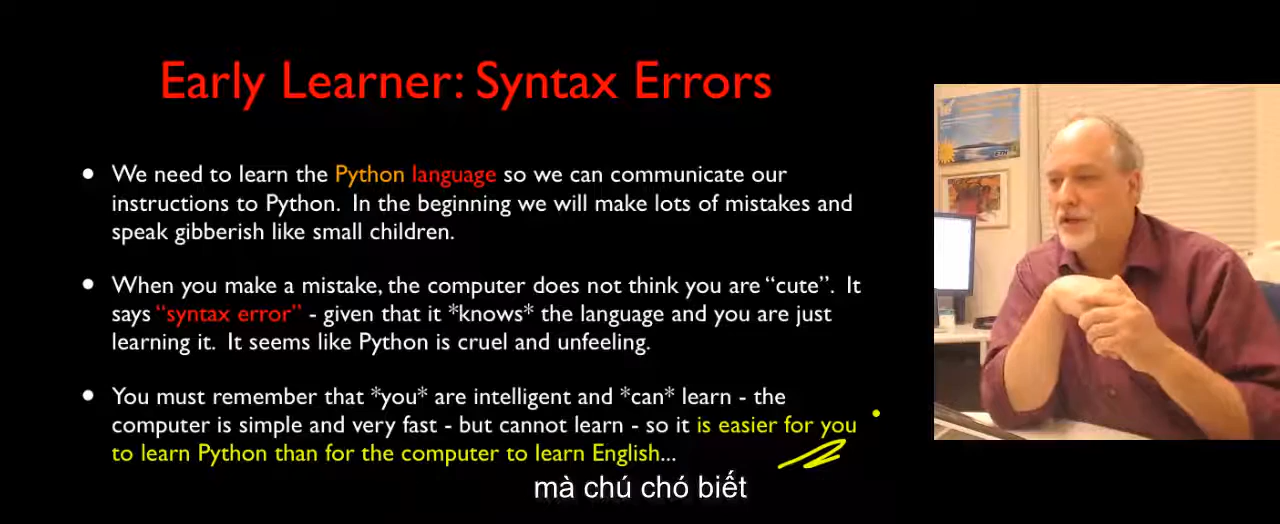 Early Learner: Syntax Errors
We need to learn the Python language so we can communicate our
instructions to Python. In the beginning we will make lots of mistakes and
speak gibberish like small children.
When you make a mistake, the computer does not think you are “cute”. It
says “syntax error” - given that it *knows* the language and you are just
learning it. It seems like Python is cruel and unfeeling.
You must remember that *you* are intelligent and *can* learn - the
computer is simple and very fast - but cannot learn - so it is easier for you
to learn Python than for the computer to learn English...
mà chú chó biết